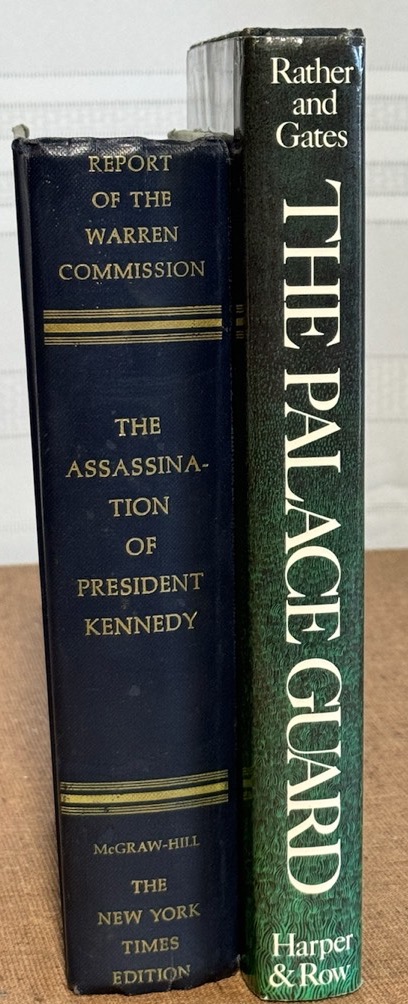 REPORT
OF THE
WARREN
COMMISSION
THE
ASSASSINA-
TION
OF
PRESIDENT
KENNEDY
McGRAW-HILL
THE
NEW YORK
TIMES
EDITION
Rather
and
Gates
THE PALACE GUARD
Harper
& Row